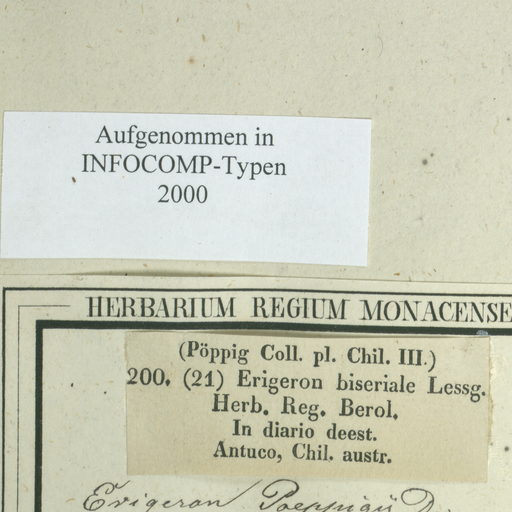 Aufgenommen in
INFOCOMP-Typen
2000
HERBARIUM REGIUM MONACENSE
(Pöppig Coll. pl. Chil. III.)
200. (21) Erigeron biseriale Lessg.
Herb. Reg. Berol.
In diario deest.
Antuco, Chil. austr.
Erigeron Poeppigii D.